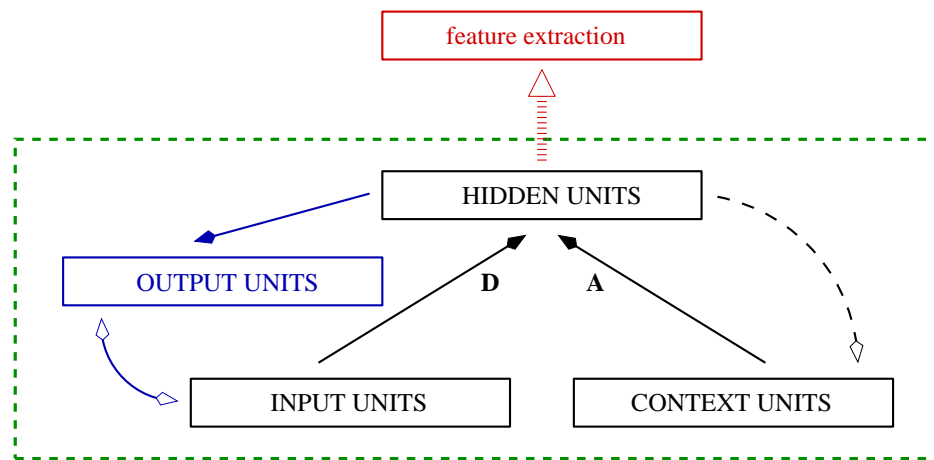 feature extraction
HIDDEN UNITS
OUTPUT UNITS
D
A
INPUT UNITS
CONTEXT UNITS